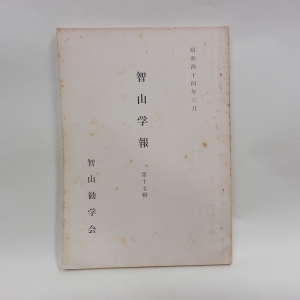 昭和四十四年三月
智山学報
第十七輯
智山勧学会